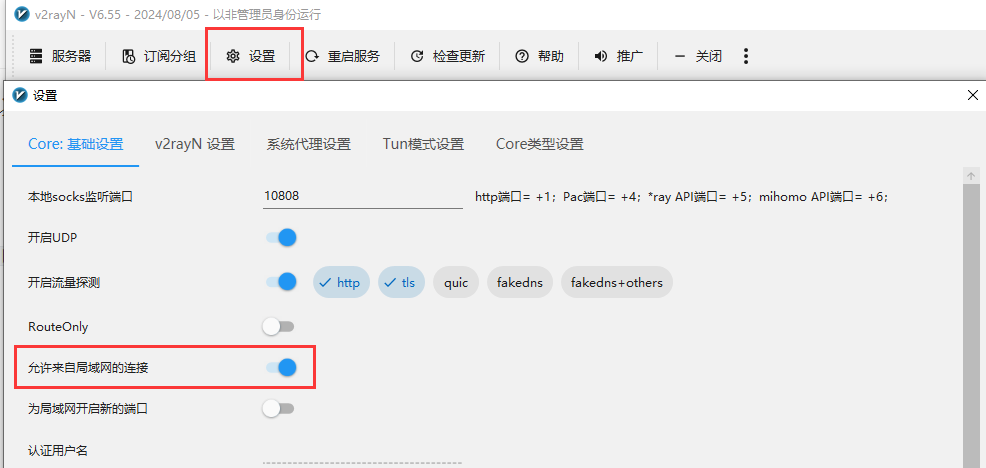 v2rayN - V6.55 - 2024/08/05 - 以非管理员身份运行
服务器 订阅分组 设置 重启服务 检查更新 帮助 推广 关闭
设置
Core: 基础设置 v2rayN 设置 系统代理设置 Tun模式设置 Core类型设置
本地socks监听端口 10808 http端口= +1; Pac端口= +4; *ray API端口= +5; mihomo API端口= +6;
开启UDP
开启流量探测 http tls quic fakedns fakedns+others
RouteOnly
允许来自局域网的连接
为局域网开启新的端口
认证用户名